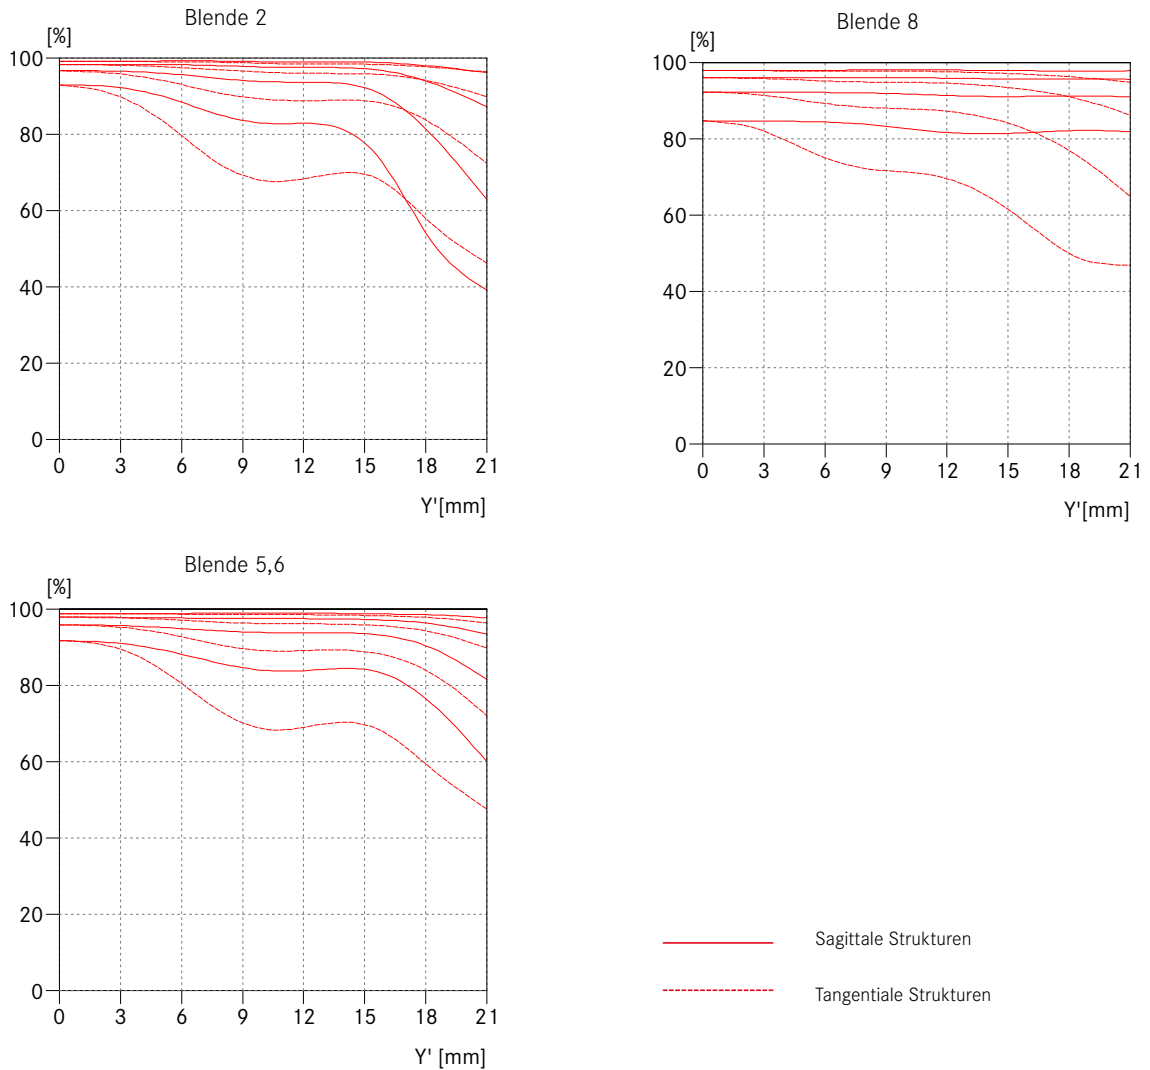 Blende 2
[%]
100
80
60
40
20
0
0 3 6 9 12 15 18 21
Y'[mm]
Blende 8
[%]
100
80
60
40
20
0
0 3 6 9 12 15 18 21
Y'[mm]
Blende 5,6
[%]
100
80
60
40
20
0
0 3 6 9 12 15 18 21
Y' [mm]
Sagittale Strukturen
Tangentiale Strukturen